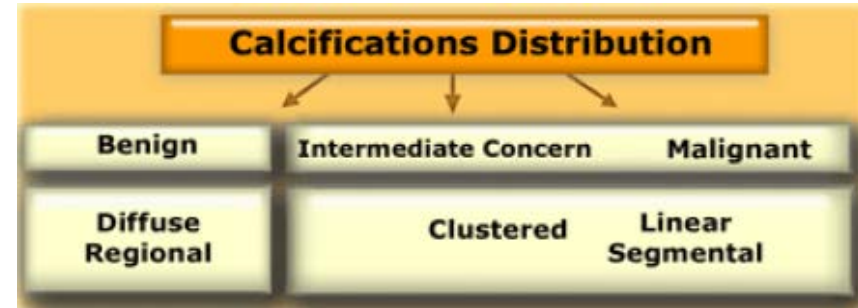 Calcifications Distribution
Benign
Intermediate Concern
Malignant
Diffuse
Regional
Clustered
Linear
Segmental